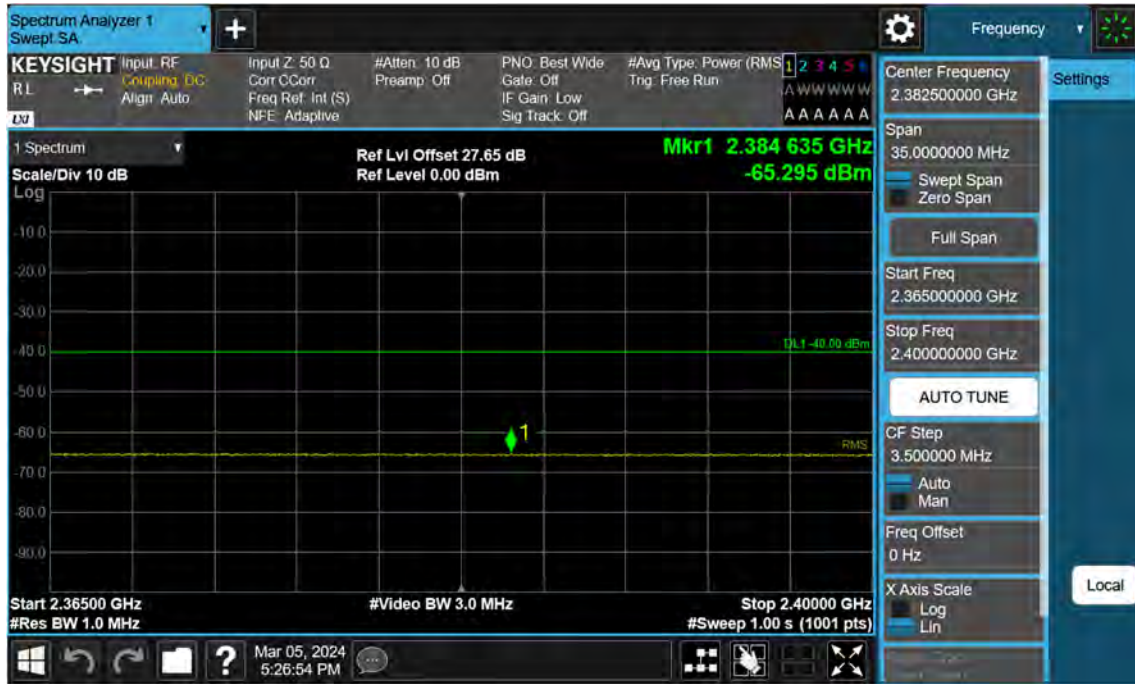 Spectrum Analyzer 1
Swept SA
Frequency
KEYSIGHT
Input: RF
Coupling: DC
Align: Auto
RL
LXI
Input Z: 50 Ω
Corr CCorr
Freq Ref: Int (S)
NFE: Adaptive
#Atten: 10 dB
Preamp: Off
PNO: Best Wide
Gate: Off
IF Gain: Low
Sig Track: Off
#Avg Type: Power (RMS
Trig: Free Run
1 2 3 4 5 6
A W W W W W
A A A A A A
Center Frequency
2.382500000 GHz
Settings
Span
35.0000000 MHz
Swept Span
Zero Span
Full Span
Start Freq
2.365000000 GHz
Stop Freq
2.400000000 GHz
AUTO TUNE
CF Step
3.500000 MHz
Auto
Man
Freq Offset
0 Hz
X Axis Scale
Log
Lin
Local
1 Spectrum
Scale/Div 10 dB
Ref Lvl Offset 27.65 dB
Ref Level 0.00 dBm
Mkr1 2.384 635 GHz
-65.295 dBm
Log
-10.0
-20.0
-30.0
-40.0
DL1 -40.00 dBm
-50.0
-60.0
1
RMS
-70.0
-80.0
-90.0
Start 2.36500 GHz
#Res BW 1.0 MHz
#Video BW 3.0 MHz
Stop 2.40000 GHz
#Sweep 1.00 s (1001 pts)
?
Mar 05, 2024
5:26:54 PM